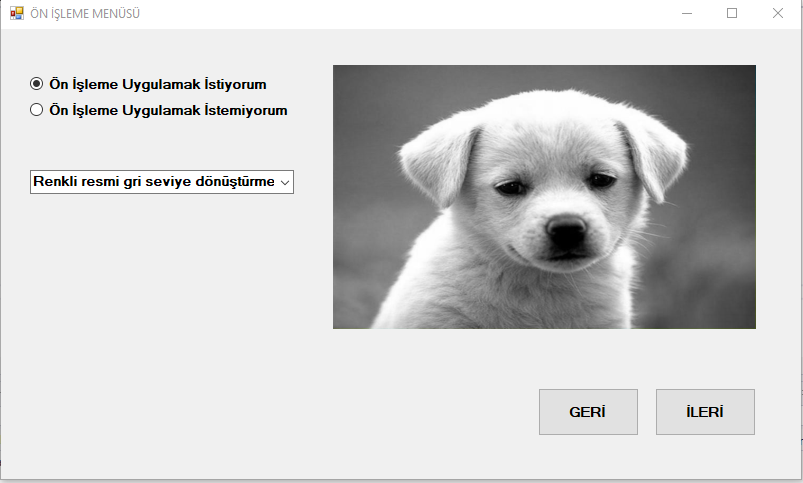 ÖN İŞLEME MENÜSÜ
Ön İşleme Uygulamak İstiyorum
Ön İşleme Uygulamak İstemiyorum
Renkli resmi gri seviye dönüştürme
GERİ
İLERİ